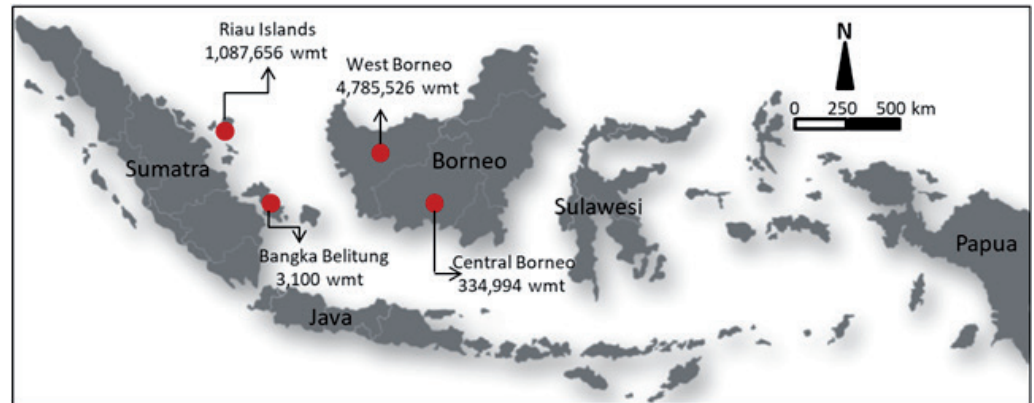 Riau Islands
1,087,656 wmt
West Borneo
4,785,526 wmt
N
0 250 500 km
Sumatra
Borneo
Sulawesi
Papua
Bangka Belitung
3,100 wmt
Central Borneo
334,994 wmt
Java